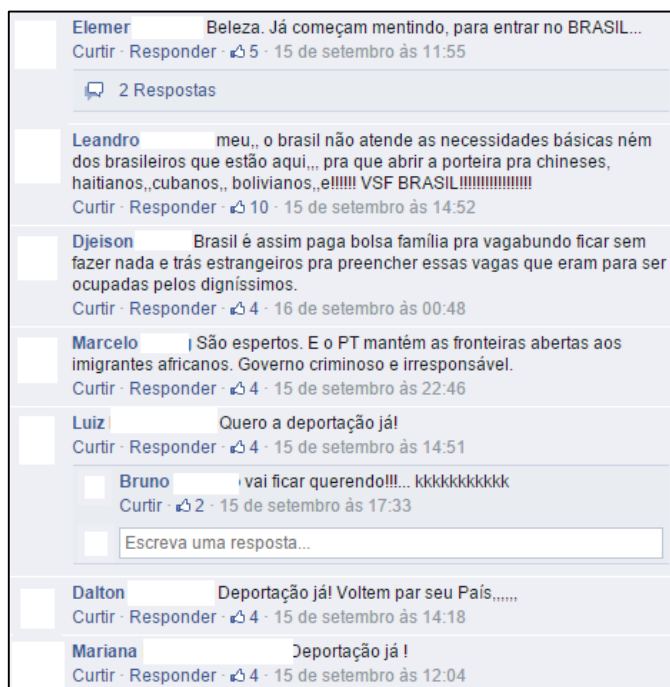 Elemer Beleza. Já começam mentindo, para entrar no BRASIL...
Curtir · Responder · 5 · 15 de setembro às 11:55
2 Respostas
Leandro meu,, o brasil não atende as necessidades básicas ném
dos brasileiros que estão aqui,,, pra que abrir a porteira pra chineses,
haitianos,,cubanos,, bolivianos,,e!!!!!! VSF BRASIL!!!!!!!!!!!!!!!!!
Curtir · Responder · 10 · 15 de setembro às 14:52
Djeison Brasil é assim paga bolsa família pra vagabundo ficar sem
fazer nada e trás estrangeiros pra preencher essas vagas que eram para ser
ocupadas pelos digníssimos.
Curtir · Responder · 4 · 16 de setembro às 00:48
Marcelo São espertos. E o PT mantém as fronteiras abertas aos
imigrantes africanos. Governo criminoso e irresponsável.
Curtir · Responder · 4 · 15 de setembro às 22:46
Luiz Quero a deportação já!
Curtir · Responder · 4 · 15 de setembro às 14:51
Bruno vai ficar querendo!!!... kkkkkkkkkkk
Curtir · 2 · 15 de setembro às 17:33
Escreva uma resposta...
Dalton Deportação já! Voltem par seu País,,,,,,
Curtir · Responder · 4 · 15 de setembro às 14:18
Mariana Deportação já !
Curtir · Responder · 4 · 15 de setembro às 12:04